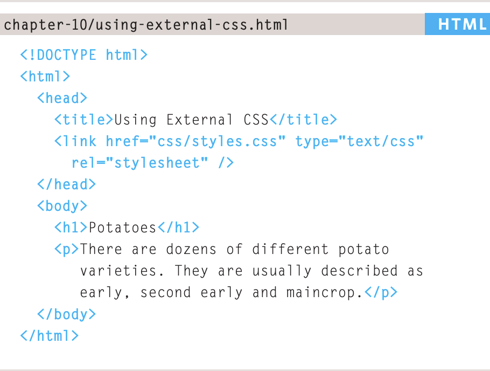 chapter-10/using-external-css.html HTML
<!DOCTYPE html>
<html>
<head>
<title>Using External CSS</title>
<link href="css/styles.css" type="text/css"
rel="stylesheet" />
</head>
<body>
<h1>Potatoes</h1>
<p>There are dozens of different potato
varieties. They are usually described as
early, second early and maincrop.</p>
</body>
</html>